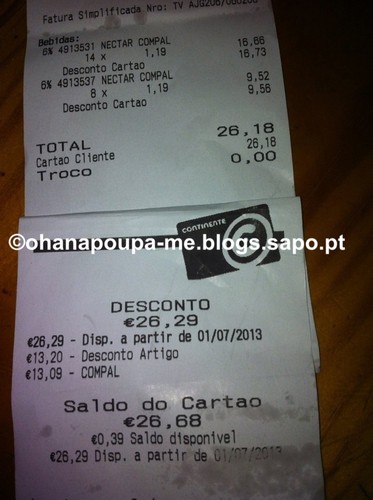 Fatura Simplificada Nro: TV AJG208/
Bebidas:
6% 4913531 NECTAR COMPAL 16,66
14 x 1,19 16,73
Desconto Cartao
6% 4913537 NECTAR COMPAL 9,52
8 x 1,19 9,56
Desconto Cartao
TOTAL 26,18
Cartao Cliente 26,18
Troco 0,00
CONTINENTE
©ohanapoupa-me.blogs.sapo.pt
DESCONTO
€26,29
€26,29 - Disp. a partir de 01/07/2013
€13,20 - Desconto Artigo
€13,09 - COMPAL
Saldo do Cartao
€26,68
€0,39 Saldo disponivel
€26,29 Disp. a partir de 01/07/2013